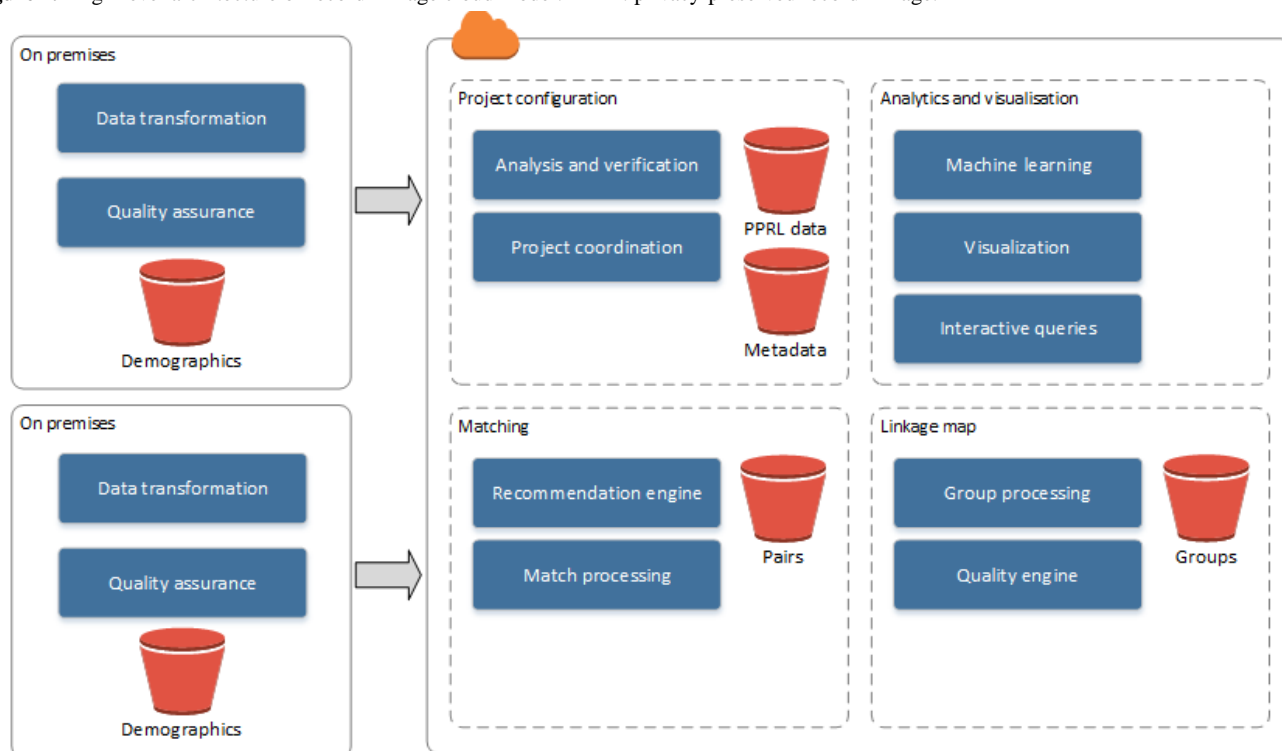 On premises
Data transformation
Quality assurance
Demographics
On premises
Data transformation
Quality assurance
Demographics
Project configuration
Analysis and verification
Project coordination
PPRL data
Metadata
Analytics and visualisation
Machine learning
Visualization
Interactive queries
Matching
Recommendation engine
Match processing
Pairs
Linkage map
Group processing
Quality engine
Groups